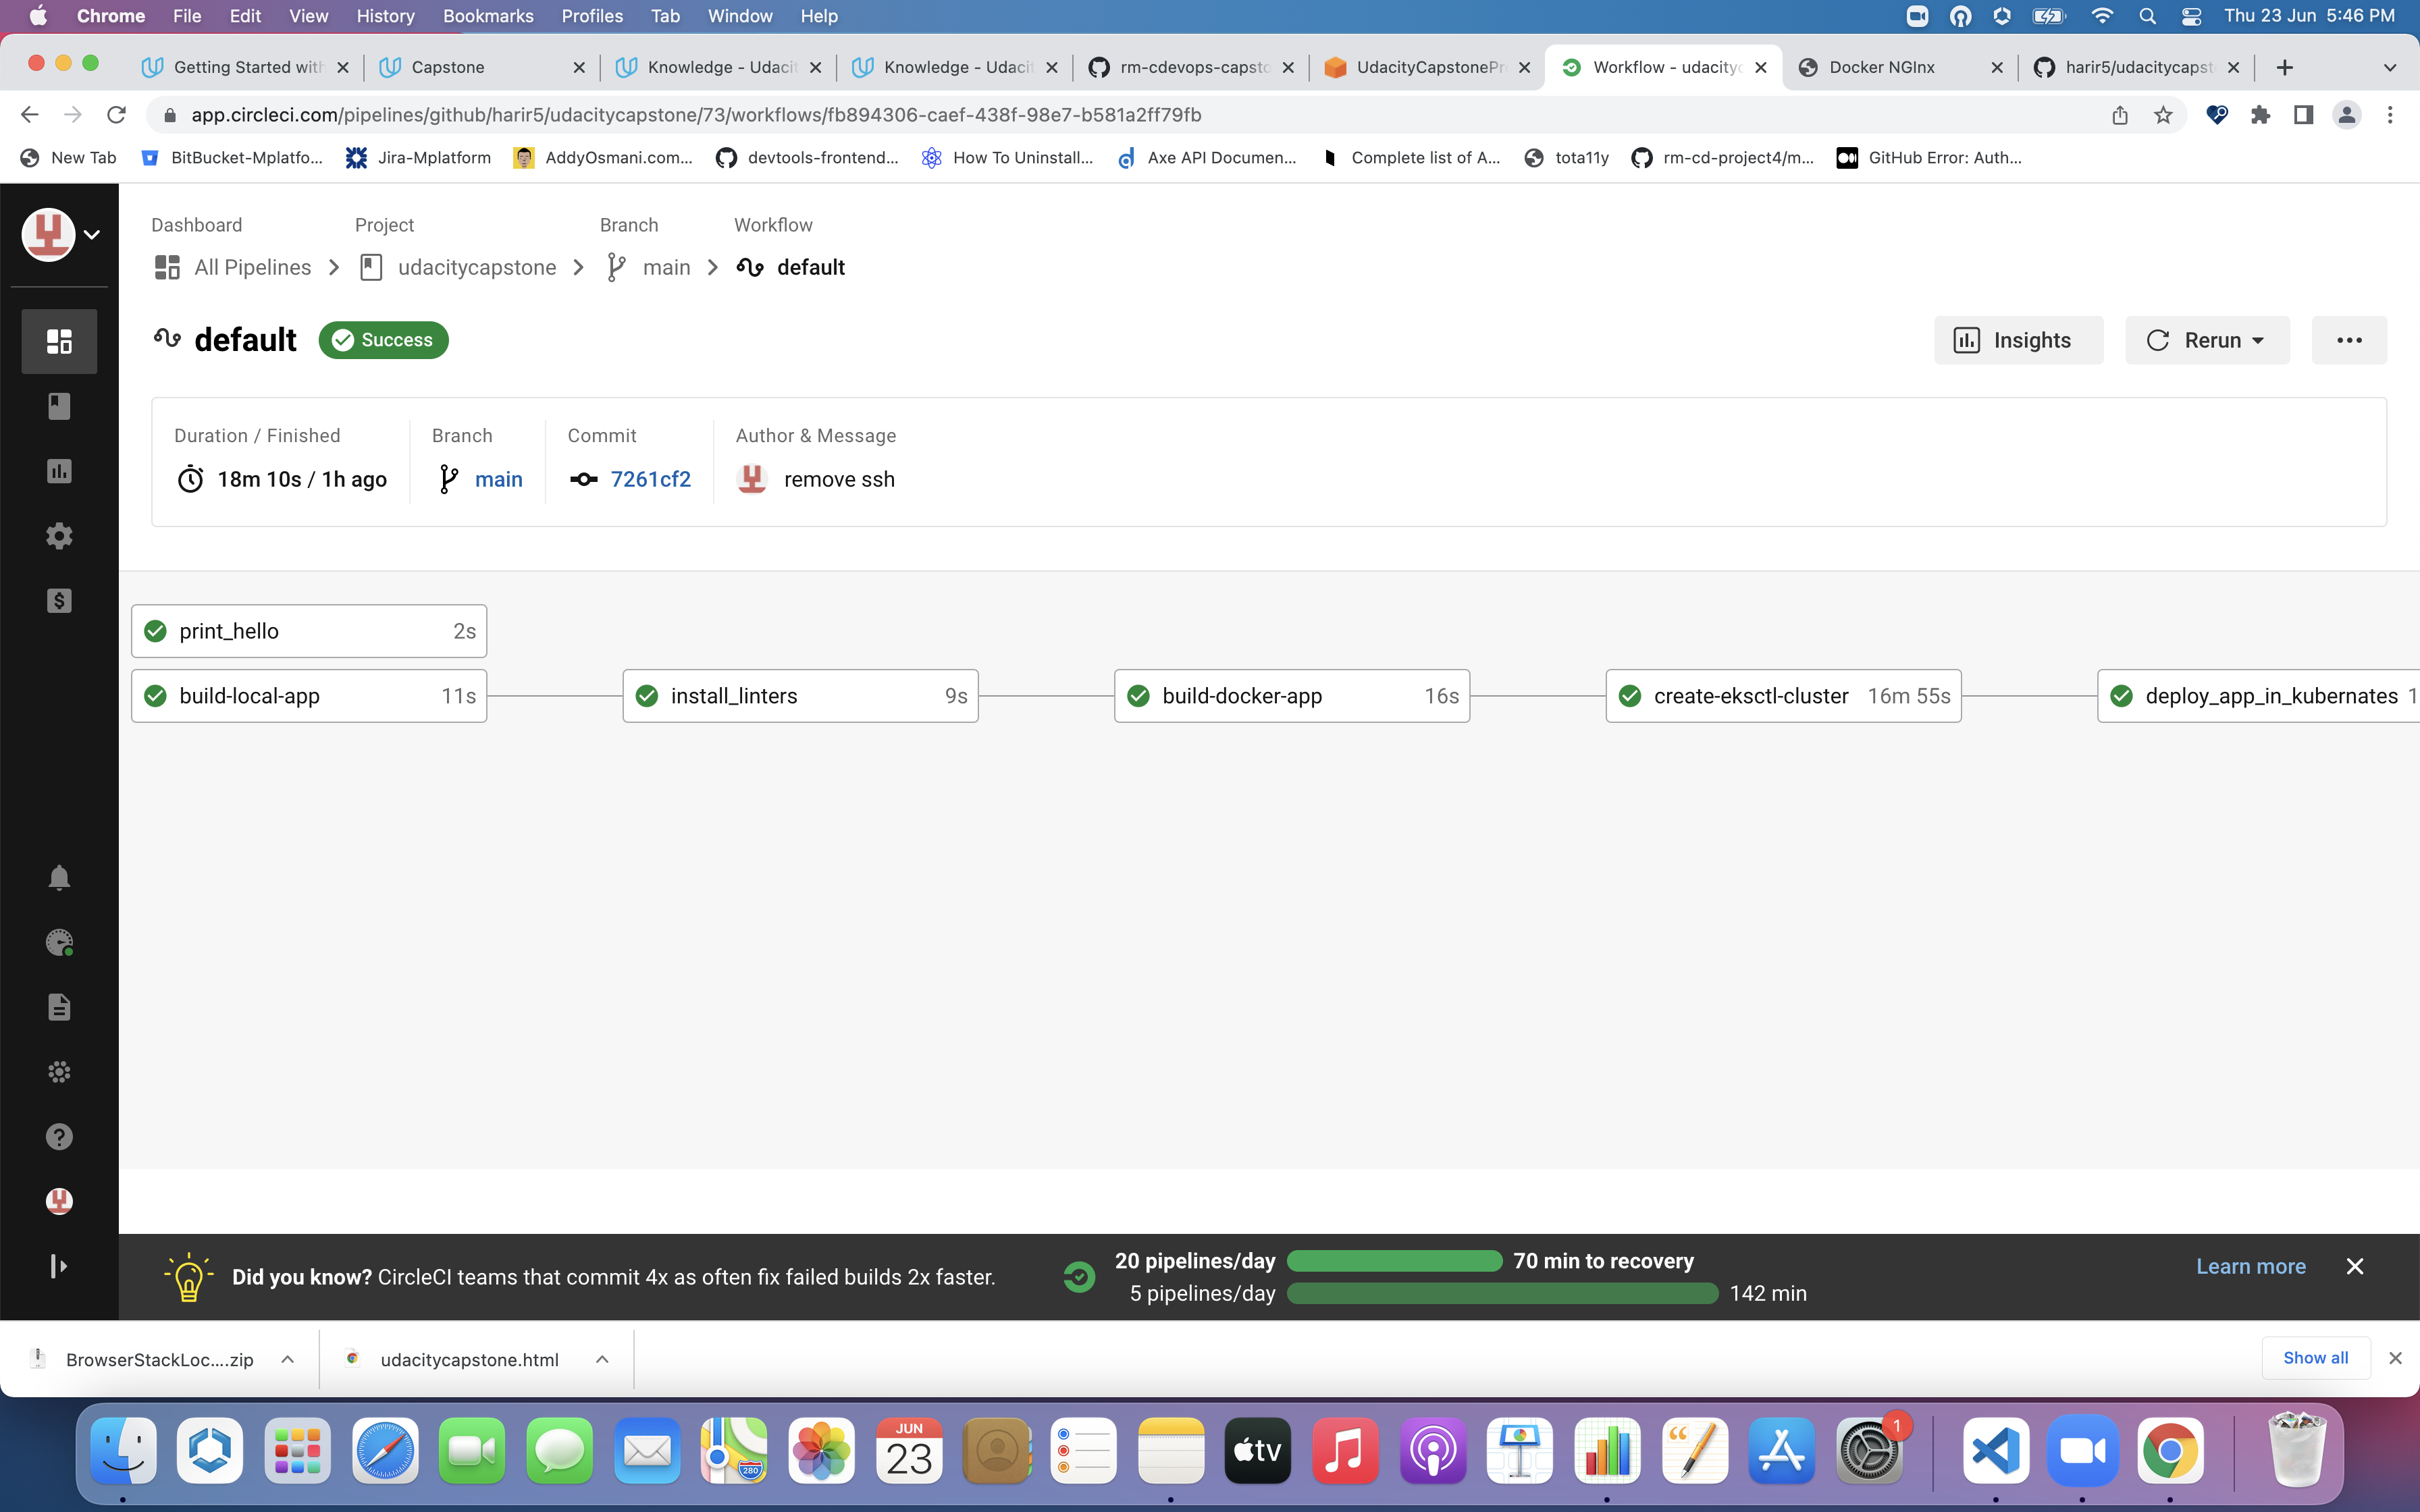 Chrome File Edit View History Bookmarks Profiles Tab Window Help Thu 23 Jun 5:46 PM
Getting Started with Capstone Knowledge - Udacit Knowledge - Udacit rm-cdevops-capsto UdacityCapstonePr Workflow - udacityc Docker NGInx harir5/udacitycapst
app.circleci.com/pipelines/github/harir5/udacitycapstone/73/workflows/fb894306-caef-438f-98e7-b581a2ff79fb
New Tab BitBucket-Mplatfo... Jira-Mplatform AddyOsmani.com... devtools-frontend... How To Uninstall... Axe API Documen... Complete list of A... tota11y rm-cd-project4/m... GitHub Error: Auth...
Dashboard Project Branch Workflow
All Pipelines udacitycapstone main default
default Success Insights Rerun
Duration / Finished Branch Commit Author & Message
18m 10s / 1h ago main 7261cf2 remove ssh
print_hello 2s
build-local-app 11s install_linters 9s build-docker-app 16s create-eksctl-cluster 16m 55s deploy_app_in_kubernates 1
Did you know? CircleCI teams that commit 4x as often fix failed builds 2x faster. 20 pipelines/day 70 min to recovery Learn more
5 pipelines/day 142 min
BrowserStackLoc....zip udacitycapstone.html Show all
280 JUN 23 tv 1